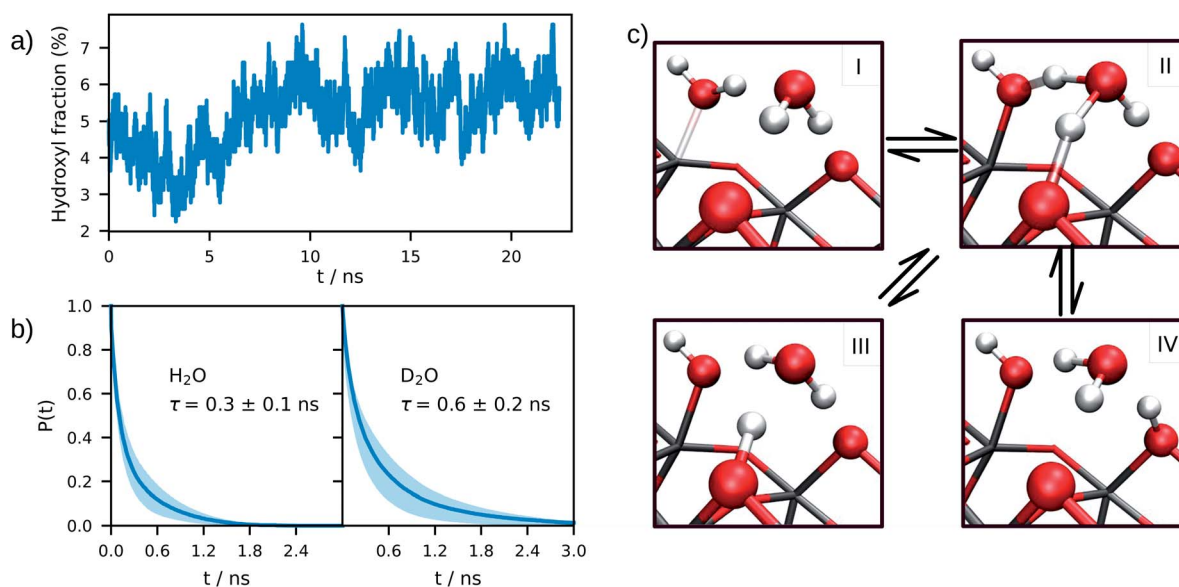 a)
Hydroxyl fraction (%)
7
6
5
4
3
2
0 5 10 15 20
t / ns
b)
P(t)
1.0
0.8
0.6
0.4
0.2
0.0
H₂O
τ = 0.3 ± 0.1 ns
D₂O
τ = 0.6 ± 0.2 ns
0.0 0.6 1.2 1.8 2.4 0.6 1.2 1.8 2.4 3.0
t / ns t / ns
c)
I
II
III
IV